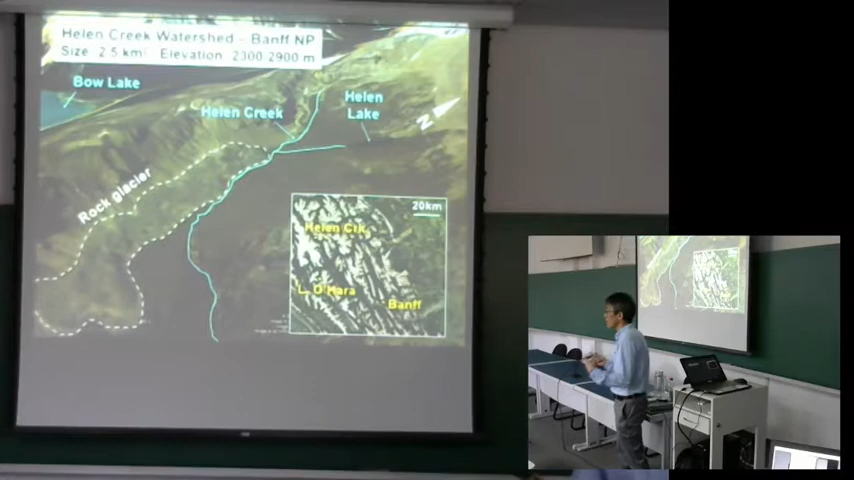 Helen Creek Watershed - Banff NP
Size: 2.5 km² Elevation: 2300-2900 m
Bow Lake
Helen Creek
Helen
Lake
N
Rock glacier
20km
Helen Crk
L. O'Hara
Banff